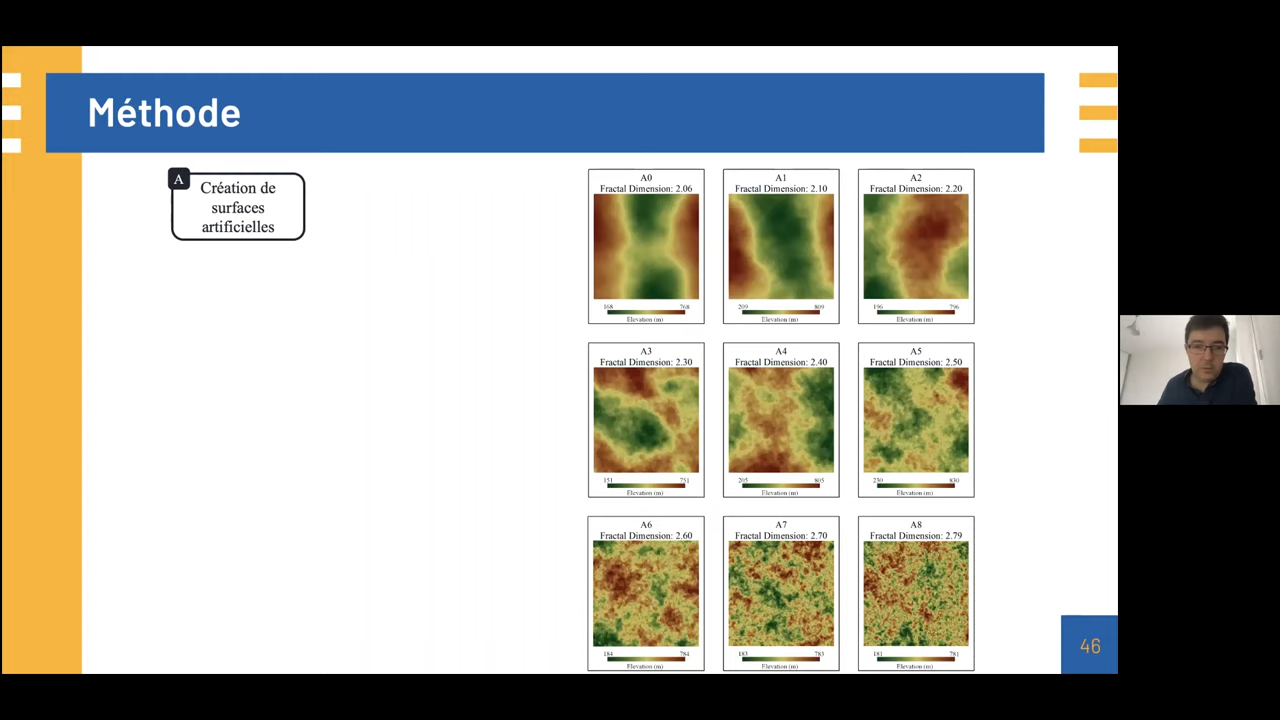 Méthode
A
Création de
surfaces
artificielles
A0
Fractal Dimension: 2.06
168 768
Elevation (m)
A1
Fractal Dimension: 2.10
209 809
Elevation (m)
A2
Fractal Dimension: 2.20
196 796
Elevation (m)
A3
Fractal Dimension: 2.30
151 751
Elevation (m)
A4
Fractal Dimension: 2.40
205 805
Elevation (m)
A5
Fractal Dimension: 2.50
230 830
Elevation (m)
A6
Fractal Dimension: 2.60
184 784
Elevation (m)
A7
Fractal Dimension: 2.70
183 783
Elevation (m)
A8
Fractal Dimension: 2.79
181 781
Elevation (m)
46